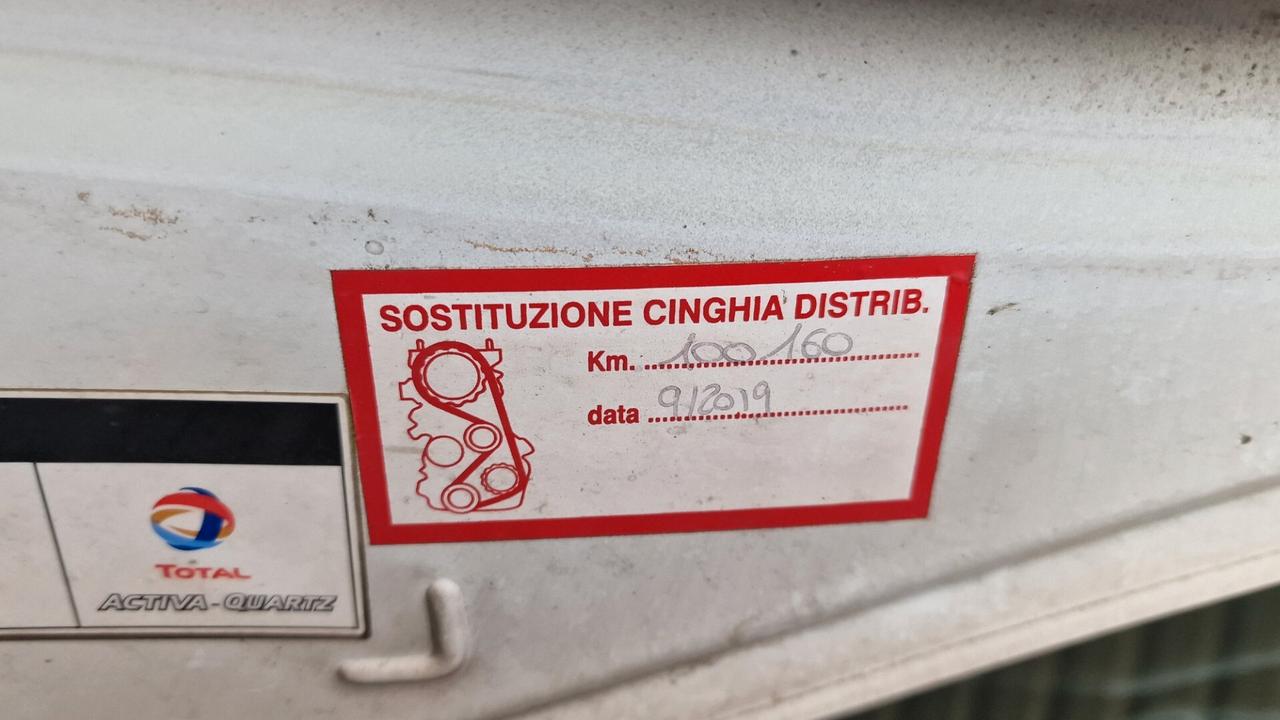 SOSTITUZIONE CINGHIA DISTRIB.
Km. 100160
data 9/2019
TOTAL
ACTIVA-QUARTZ